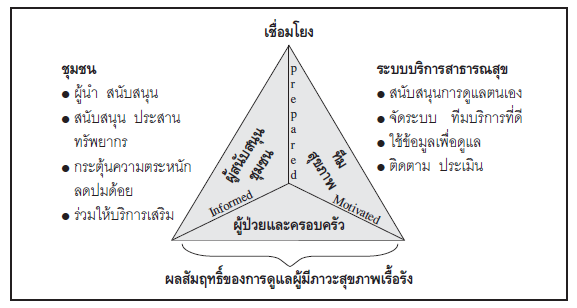 เชื่อมโยง
ชุมชน
● ผู้นำ สนับสนุน
● สนับสนุน ประสาน
ทรัพยากร
● กระตุ้นความตระหนัก
ลดปมด้อย
● ร่วมให้บริการเสริม
ระบบบริการสาธารณสุข
● สนับสนุนการดูแลตนเอง
● จัดระบบ ทีมบริการที่ดี
● ใช้ข้อมูลเพื่อดูแล
● ติดตาม ประเมิน
prepared
ผู้สนับสนุน
ชุมชน
ทีม
สุขภาพ
Informed
Motivated
ผู้ป่วยและครอบครัว
ผลสัมฤทธิ์ของการดูแลผู้มีภาวะสุขภาพเรื้อรัง